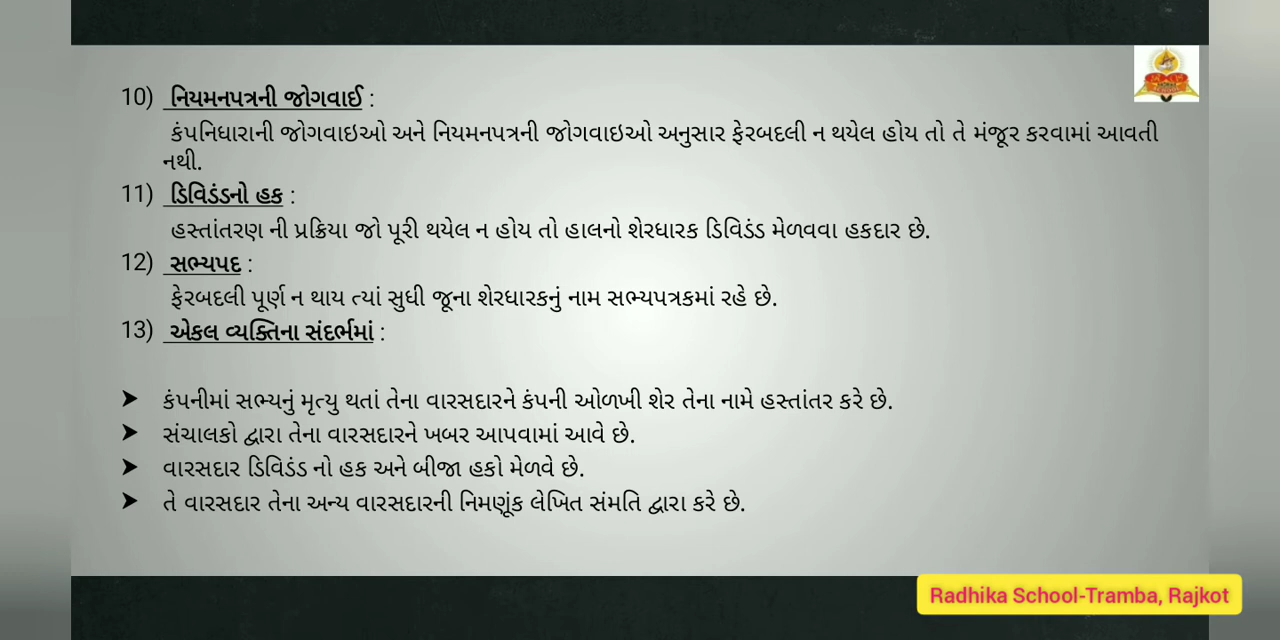 10) નિયમનપત્રની જોગવાઈ :
કંપનિધારાની જોગવાઇઓ અને નિયમનપત્રની જોગવાઇઓ અનુસાર ફેરબદલી ન થયેલ હોય તો તે મંજૂર કરવામાં આવતી
નથી.
11) ડિવિડંડનો હક :
હસ્તાંતરણ ની પ્રક્રિયા જો પૂરી થયેલ ન હોય તો હાલનો શેરધારક ડિવિડંડ મેળવવા હકદાર છે.
12) સભ્યપદ :
ફેરબદલી પૂર્ણ ન થાય ત્યાં સુધી જૂના શેરધારકનું નામ સભ્યપત્રકમાં રહે છે.
13) એકલ વ્યક્તિના સંદર્ભમાં :
➤ કંપનીમાં સભ્યનું મૃત્યુ થતાં તેના વારસદારને કંપની ઓળખી શેર તેના નામે હસ્તાંતર કરે છે.
➤ સંચાલકો દ્વારા તેના વારસદારને ખબર આપવામાં આવે છે.
➤ વારસદાર ડિવિડંડ નો હક અને બીજા હકો મેળવે છે.
➤ તે વારસદાર તેના અન્ય વારસદારની નિમણૂંક લેખિત સંમતિ દ્વારા કરે છે.
Radhika School-Tramba, Rajkot